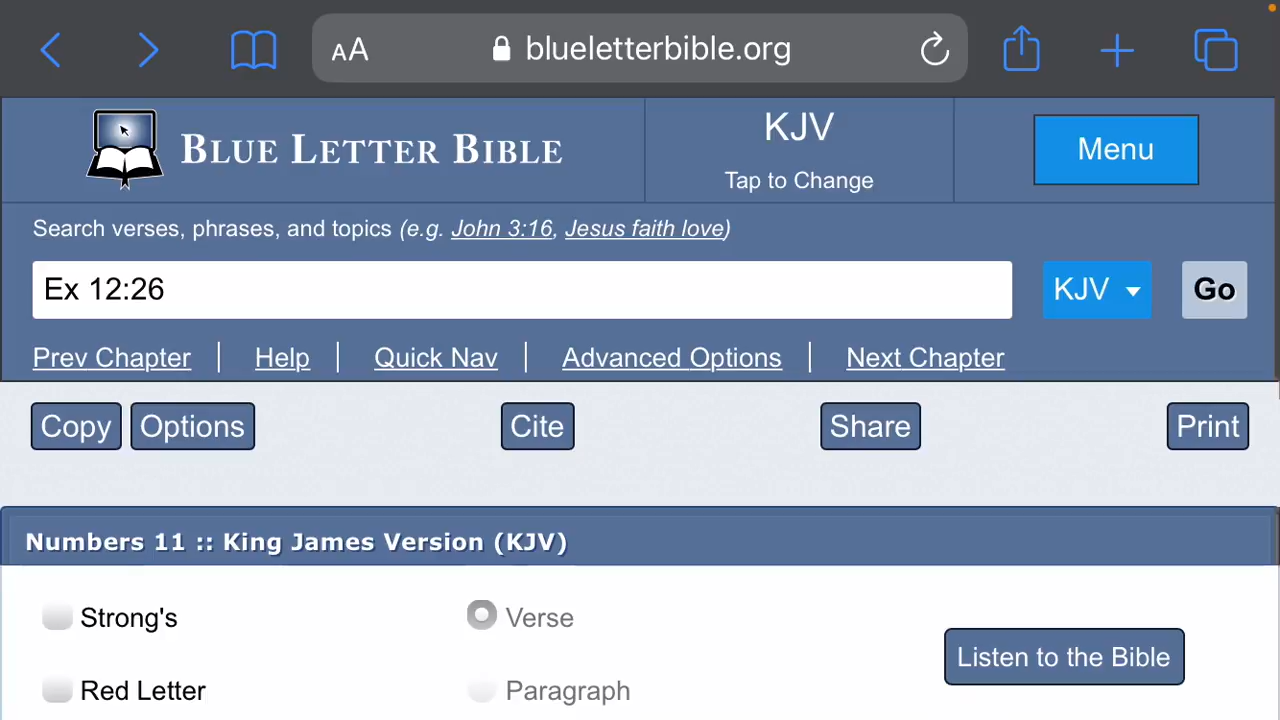 AA blueletterbible.org
BLUE LETTER BIBLE
KJV
Tap to Change
Menu
Search verses, phrases, and topics (e.g. John 3:16, Jesus faith love)
Ex 12:26
KJV
Go
Prev Chapter | Help | Quick Nav | Advanced Options | Next Chapter
Copy Options Cite Share Print
Numbers 11 :: King James Version (KJV)
Strong's Verse
Listen to the Bible
Red Letter Paragraph